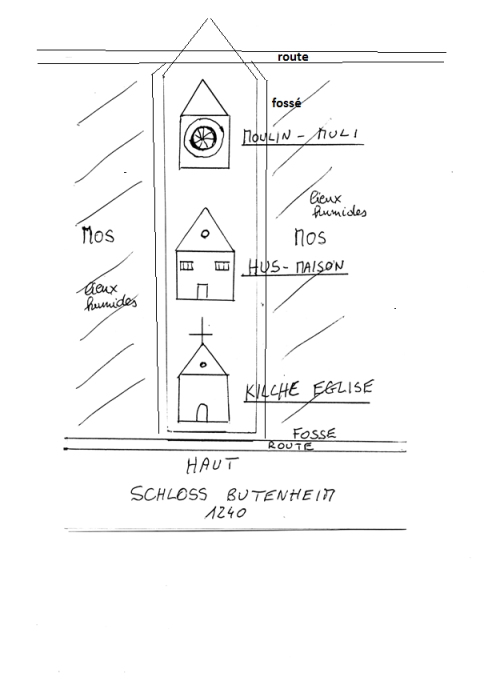 route
fossé
MOULIN - MULI
lieux
humides
MOS
MOS
HUS-MAISON
lieux
humides
KILCHE EGLISE
FOSSE
ROUTE
HAUT
SCHLOSS BUTENHEIM
1240